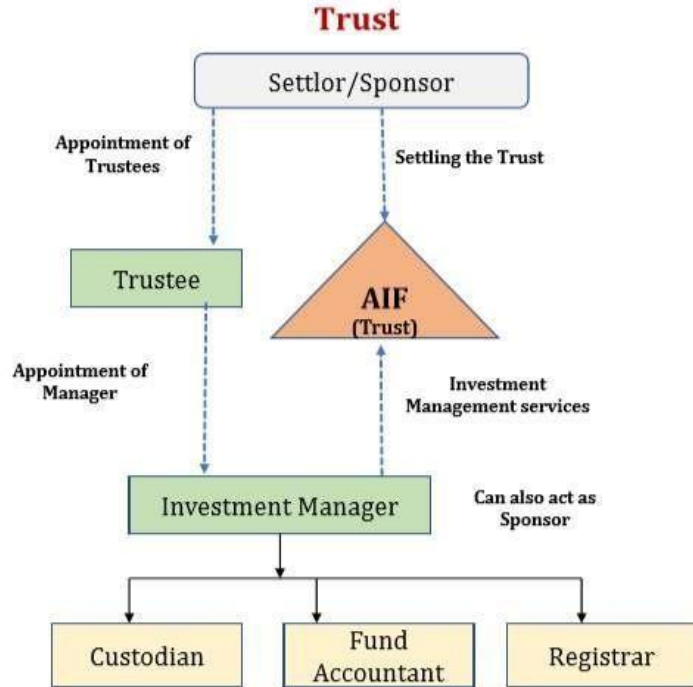 Trust
Settlor/Sponsor
Appointment of
Trustees
Settling the Trust
Trustee
AIF
(Trust)
Appointment of
Manager
Investment
Management services
Investment Manager
Can also act as
Sponsor
Custodian
Fund
Accountant
Registrar